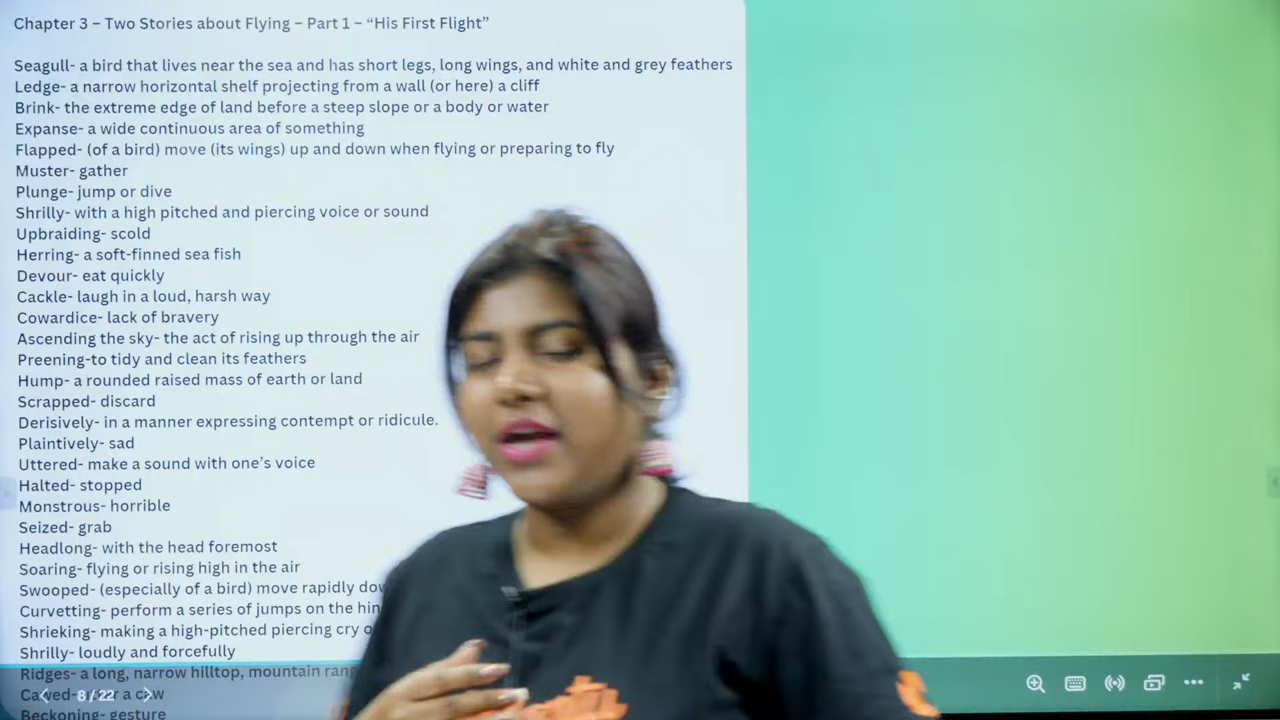 Chapter 3 – Two Stories about Flying – Part 1 – “His First Flight”
Seagull- a bird that lives near the sea and has short legs, long wings, and white and grey feathers
Ledge- a narrow horizontal shelf projecting from a wall (or here) a cliff
Brink- the extreme edge of land before a steep slope or a body or water
Expanse- a wide continuous area of something
Flapped- (of a bird) move (its wings) up and down when flying or preparing to fly
Muster- gather
Plunge- jump or dive
Shrilly- with a high pitched and piercing voice or sound
Upbraiding- scold
Herring- a soft-finned sea fish
Devour- eat quickly
Cackle- laugh in a loud, harsh way
Cowardice- lack of bravery
Ascending the sky- the act of rising up through the air
Preening-to tidy and clean its feathers
Hump- a rounded raised mass of earth or land
Scrapped- discard
Derisively- in a manner expressing contempt or ridicule.
Plaintively- sad
Uttered- make a sound with one’s voice
Halted- stopped
Monstrous- horrible
Seized- grab
Headlong- with the head foremost
Soaring- flying or rising high in the air
Swooped- (especially of a bird) move rapidly
Curvetting- perform a series of jumps on the
Shrieking- making a high-pitched piercing cry
Shrilly- loudly and forcefully
Ridges- a long, narrow hilltop, mountain
8 / 22
a caw
Beckoning- gesture